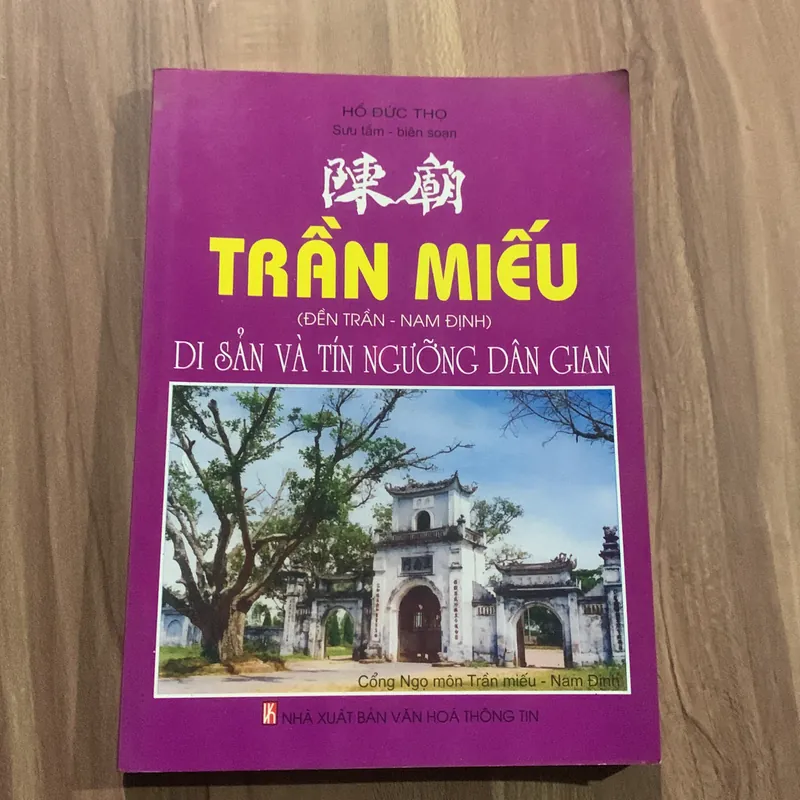 HỒ ĐỨC THỌ
Sưu tầm - biên soạn
陳廟
TRẦN MIẾU
(ĐỀN TRẦN - NAM ĐỊNH)
DI SẢN VÀ TÍN NGƯỠNG DÂN GIAN
Cổng Ngọ môn Trần miếu - Nam Định
NHÀ XUẤT BẢN VĂN HOÁ THÔNG TIN